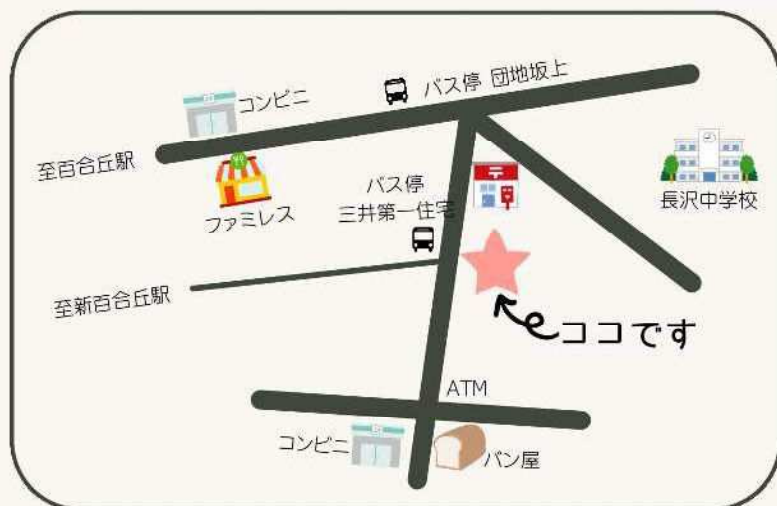 バス停 団地坂上
コンビニ
至百合丘駅
ファミレス
バス停
三井第一住宅
〒
長沢中学校
至新百合丘駅
ココです
ATM
コンビニ
パン屋